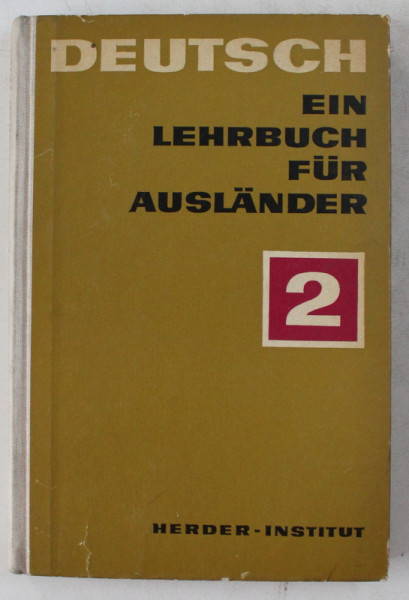 DEUTSCH
EIN
LEHRBUCH
FÜR
AUSLÄNDER
2
HERDER-INSTITUT